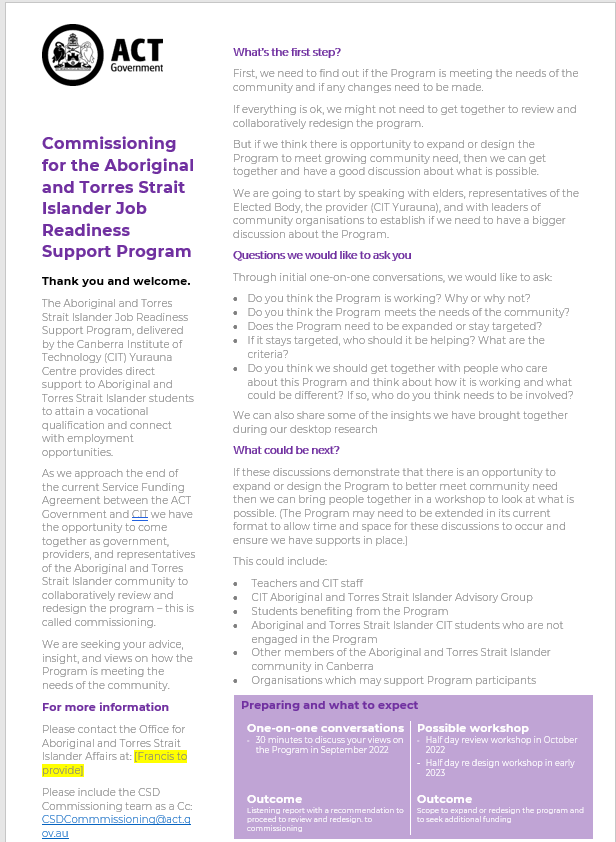 ACT
Government
Commissioning
for the Aboriginal
and Torres Strait
Islander Job
Readiness
Support Program
Thank you and welcome.
The Aboriginal and Torres
Strait Islander Job Readiness
Support Program, delivered
by the Canberra Institute of
Technology (CIT) Yurauna
Centre provides direct
support to Aboriginal and
Torres Strait Islander students
to attain a vocational
qualification and connect
with employment
opportunities.
As we approach the end of
the current Service Funding
Agreement between the ACT
Government and CIT we have
the opportunity to come
together as government,
providers, and representatives
of the Aboriginal and Torres
Strait Islander community to
collaboratively review and
redesign the program – this is
called commissioning.
We are seeking your advice,
insight, and views on how the
Program is meeting the
needs of the community.
For more information
Please contact the Office for
Aboriginal and Torres Strait
Islander Affairs at: [Francis to
provide]
Please include the CSD
Commissioning team as a Cc:
CSDCommmissioning@act.g
ov.au
What's the first step?
First, we need to find out if the Program is meeting the needs of the
community and if any changes need to be made.
If everything is ok, we might not need to get together to review and
collaboratively redesign the program.
But if we think there is opportunity to expand or design the
Program to meet growing community need, then we can get
together and have a good discussion about what is possible.
We are going to start by speaking with elders, representatives of the
Elected Body, the provider (CIT Yurauna), and with leaders of
community organisations to establish if we need to have a bigger
discussion about the Program.
Questions we would like to ask you
Through initial one-on-one conversations, we would like to ask:
• Do you think the Program is working? Why or why not?
• Do you think the Program meets the needs of the community?
• Does the Program need to be expanded or stay targeted?
• If it stays targeted, who should it be helping? What are the
criteria?
• Do you think we should get together with people who care
about this Program and think about how it is working and what
could be different? If so, who do you think needs to be involved?
We can also share some of the insights we have brought together
during our desktop research
What could be next?
If these discussions demonstrate that there is an opportunity to
expand or design the Program to better meet community need
then we can bring people together in a workshop to look at what is
possible. (The Program may need to be extended in its current
format to allow time and space for these discussions to occur and
ensure we have supports in place.)
This could include:
• Teachers and CIT staff
• CIT Aboriginal and Torres Strait Islander Advisory Group
• Students benefiting from the Program
• Aboriginal and Torres Strait Islander CIT students who are not
engaged in the Program
• Other members of the Aboriginal and Torres Strait Islander
community in Canberra
• Organisations which may support Program participants
Preparing and what to expect
One-on-one conversations
- 30 minutes to discuss your views on
the Program in September 2022
Outcome
Listening report with a recommendation to
proceed to review and redesign, to
commissioning
Possible workshop
- Half day review workshop in October
2022
- Half day re design workshop in early
2023
Outcome
Scope to expand or redesign the program and
to seek additional funding